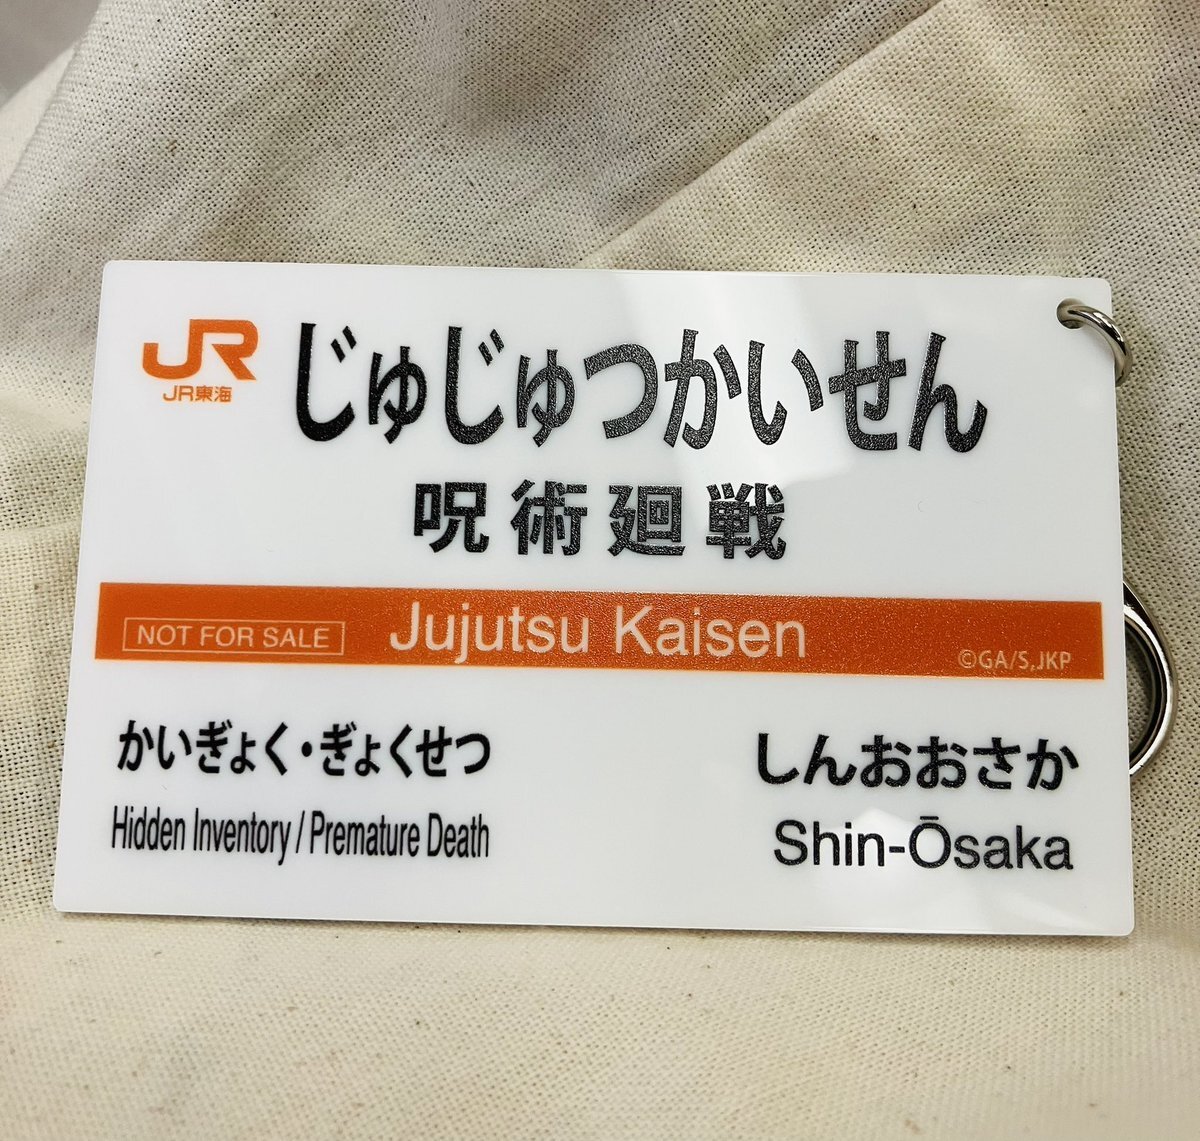 JR
JR東海
じゅじゅつかいせん
呪術廻戦
NOT FOR SALE
Jujutsu Kaisen
©GA/S,JKP
かいぎょく・ぎょくせつ
Hidden Inventory / Premature Death
しんおおさか
Shin-Ōsaka